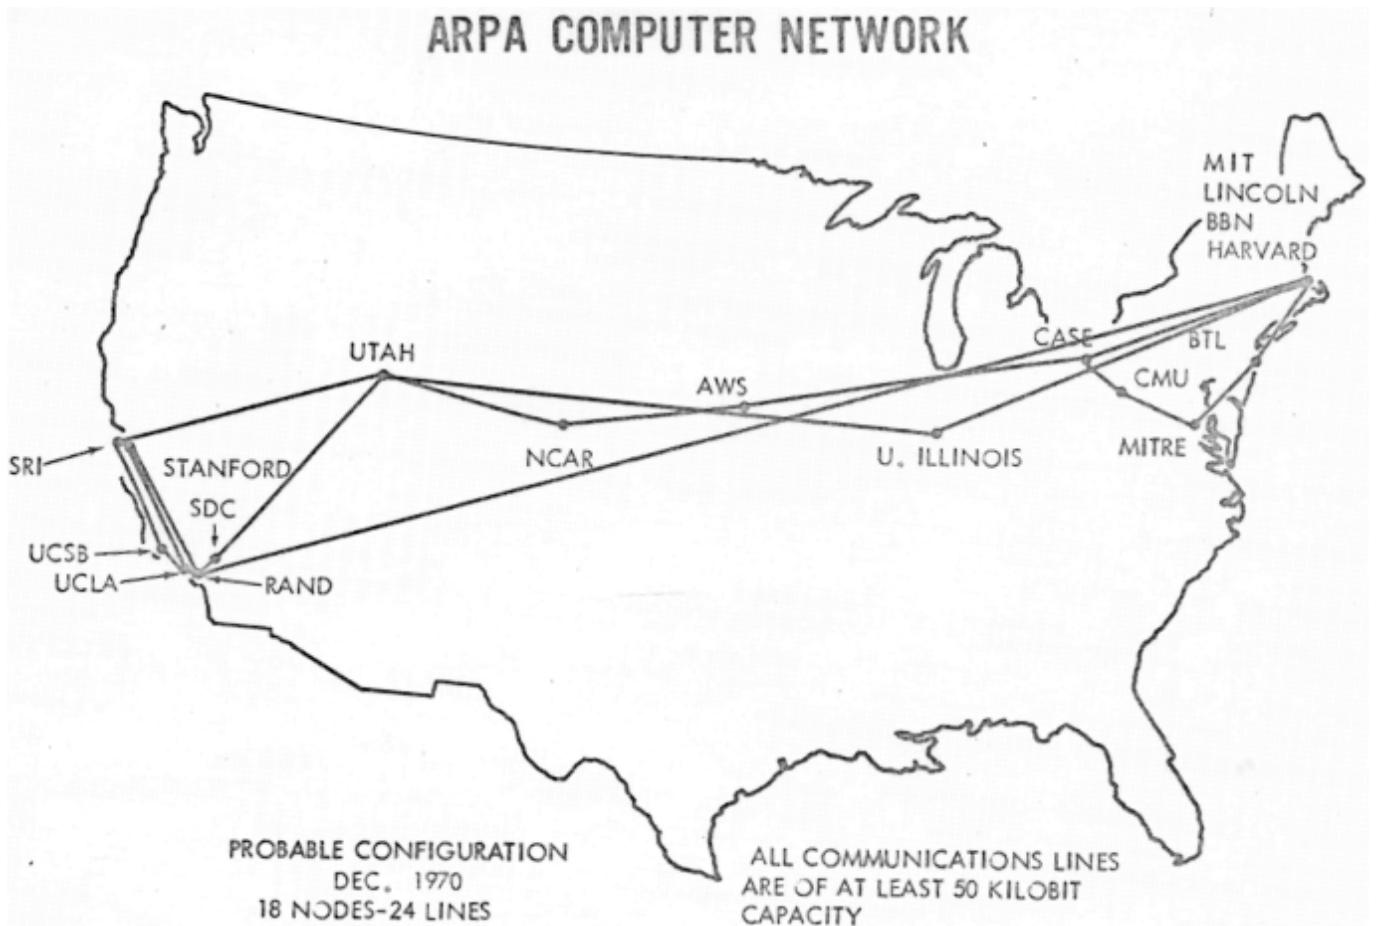 ARPA COMPUTER NETWORK
MIT
LINCOLN
BBN
HARVARD
CASE
BTL
UTAH
AWS
CMU
SRI
STANFORD
NCAR
U. ILLINOIS
MITRE
SDC
UCSB
UCLA
RAND
PROBABLE CONFIGURATION
DEC. 1970
18 NODES-24 LINES
ALL COMMUNICATIONS LINES
ARE OF AT LEAST 50 KILOBIT
CAPACITY